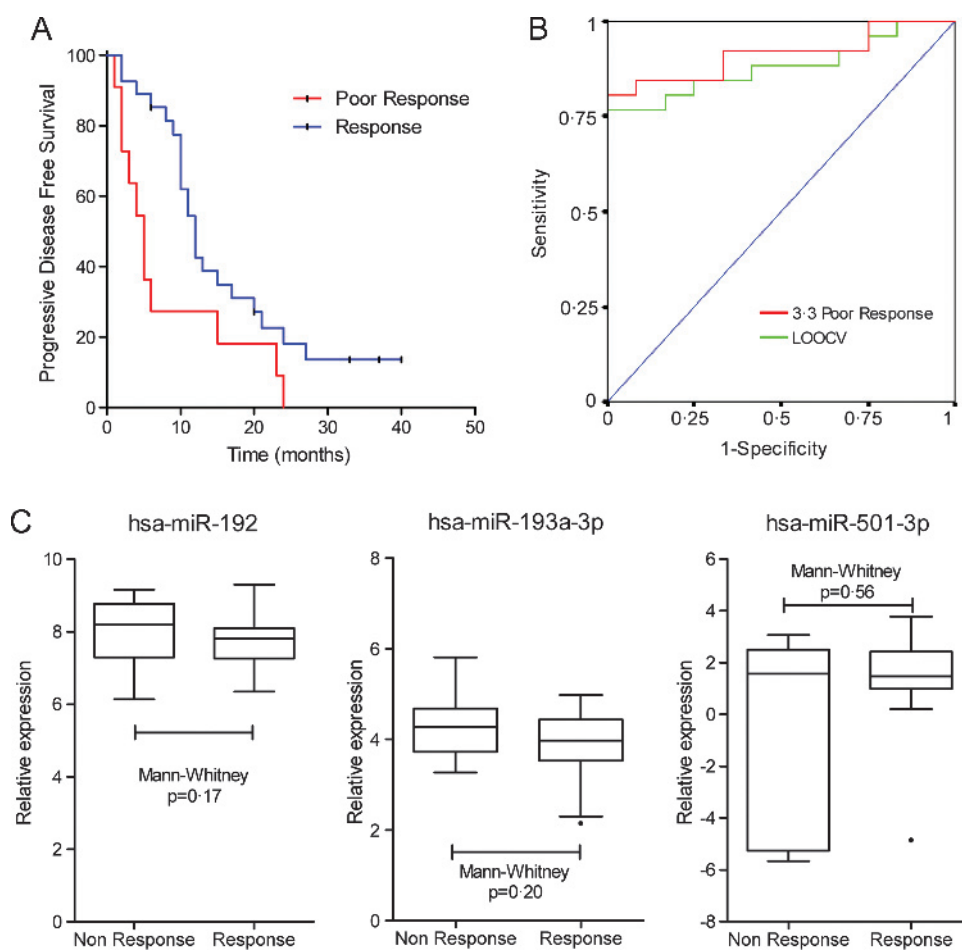 A
Progressive Disease Free Survival
100
80
60
40
20
0
Poor Response
Response
0 10 20 30 40 50
Time (months)
B
Sensitivity
1
0·75
0·5
0·25
0
3·3 Poor Response
LOOCV
0 0·25 0·5 0·75 1
1-Specificity
C
hsa-miR-192
Relative expression
10
8
6
4
2
0
Mann-Whitney
p=0·17
Non Response Response
hsa-miR-193a-3p
Relative expression
8
6
4
2
0
Mann-Whitney
p=0·20
Non Response Response
hsa-miR-501-3p
Relative expression
6
4
2
0
-2
-4
-6
-8
Mann-Whitney
p=0·56
Non Response Response